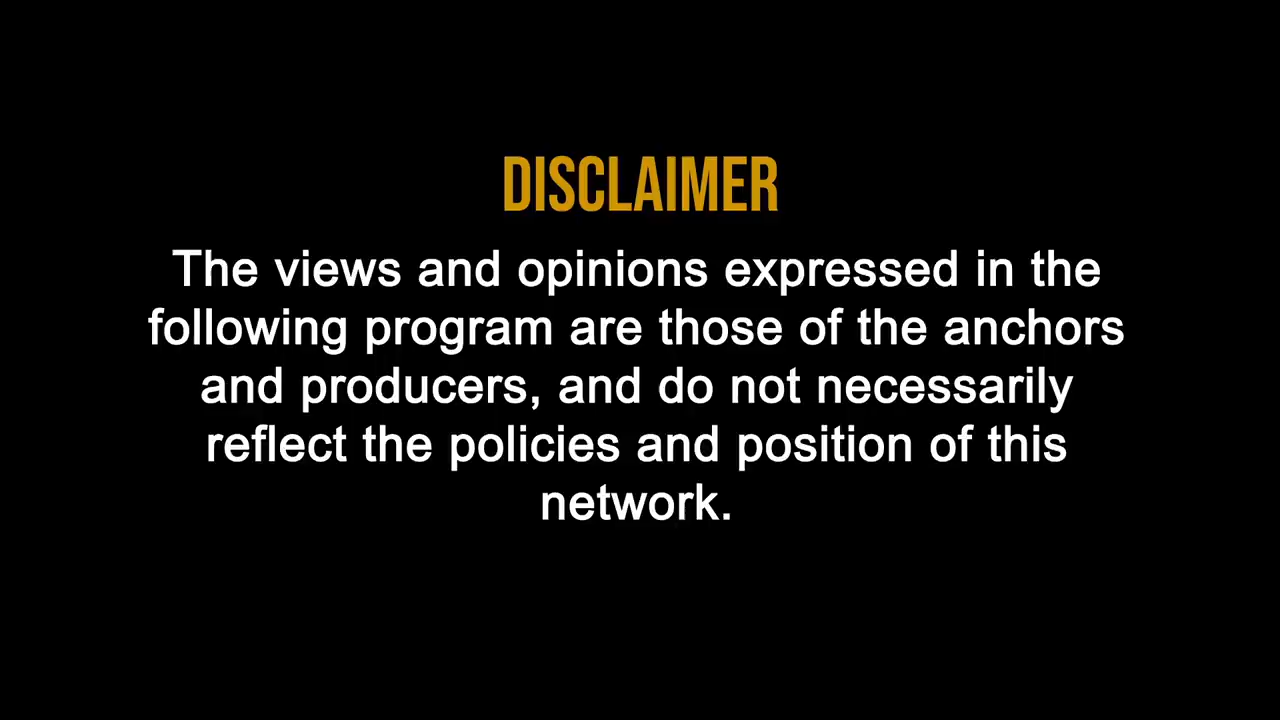 DISCLAIMER
The views and opinions expressed in the
following program are those of the anchors
and producers, and do not necessarily
reflect the policies and position of this
network.